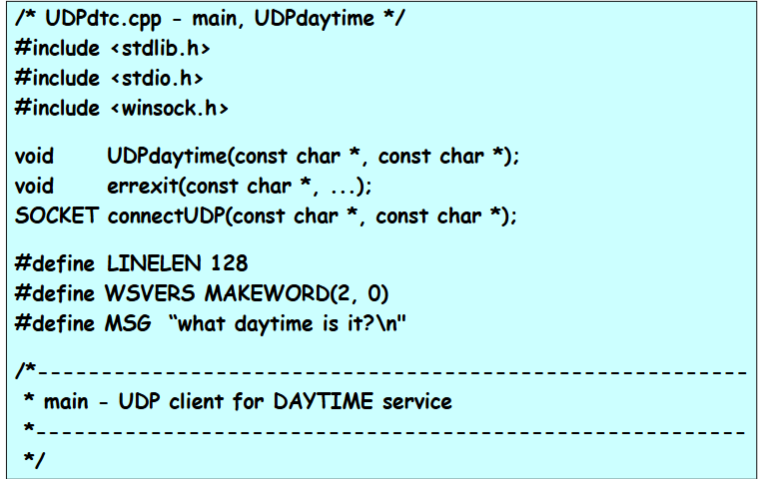 /* UDPdtc.cpp - main, UDPdaytime */
#include <stdlib.h>
#include <stdio.h>
#include <winsock.h>
void UDPdaytime(const char *, const char *);
void errexit(const char *, ...);
SOCKET connectUDP(const char *, const char *);
#define LINELEN 128
#define WSVERS MAKEWORD(2, 0)
#define MSG “what daytime is it?\n"
/*--------------------------------------------------------
* main - UDP client for DAYTIME service
*--------------------------------------------------------
*/